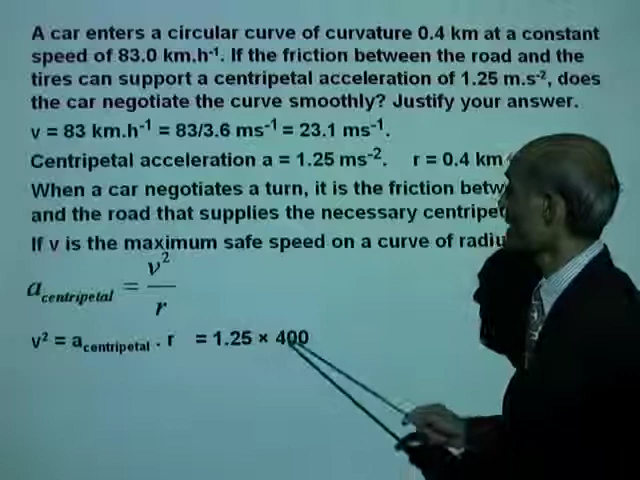 A car enters a circular curve of curvature 0.4 km at a constant
speed of 83.0 km.h⁻¹. If the friction between the road and the
tires can support a centripetal acceleration of 1.25 m.s⁻², does
the car negotiate the curve smoothly? Justify your answer.
v = 83 km.h⁻¹ = 83/3.6 ms⁻¹ = 23.1 ms⁻¹.
Centripetal acceleration a = 1.25 ms⁻². r = 0.4 km
When a car negotiates a turn, it is the friction betw
and the road that supplies the necessary centripe
If v is the maximum safe speed on a curve of radiu
a centripetal = v² / r
v² = a centripetal . r = 1.25 × 400